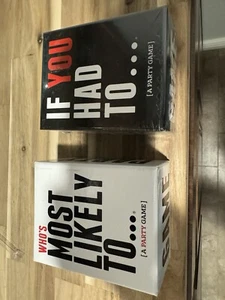 IF YOU
HAD
TO...
[A PARTY GAME]
WHO'S
MOST
LIKELY
TO...
[A PARTY GAME]